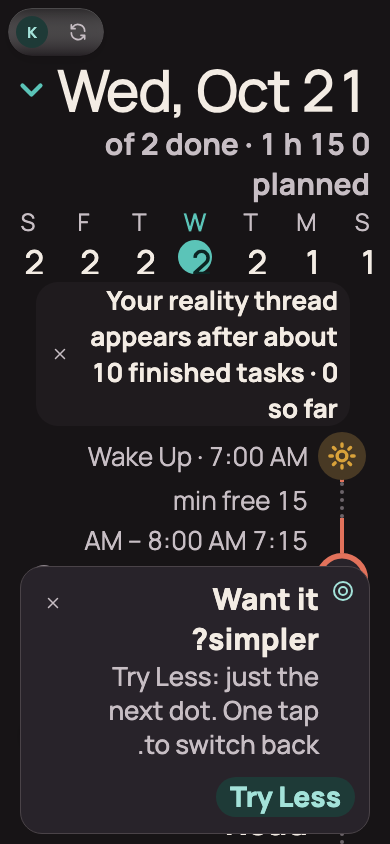 K
Wed, Oct 21
of 2 done · 1 h 15 0
planned
S F T W T M S
2 2 2 2 2 1 1
Your reality thread
appears after about
10 finished tasks · 0
so far
Wake Up · 7:00 AM
min free 15
AM – 8:00 AM 7:15
Want it
?simpler
Try Less: just the
next dot. One tap
.to switch back
Try Less